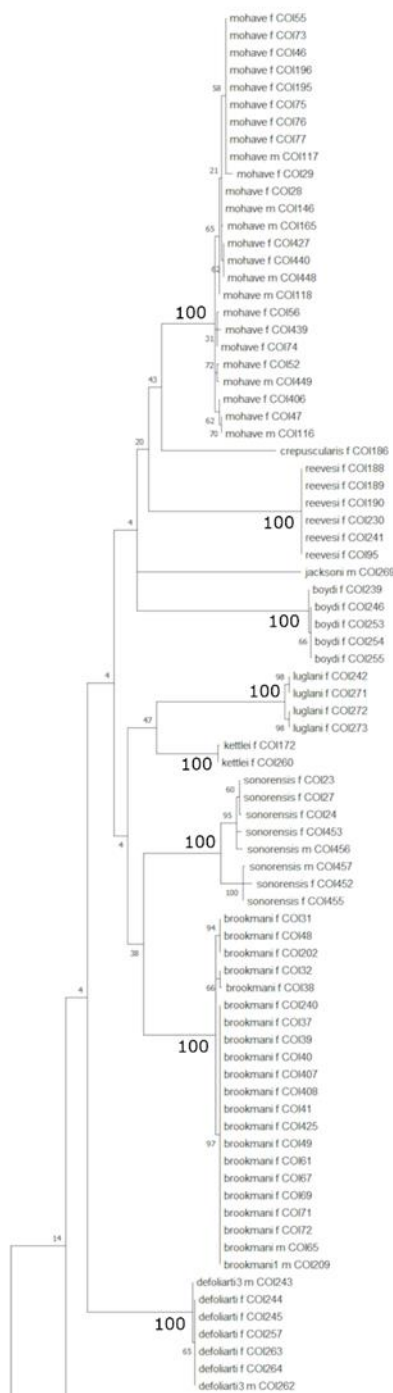 mohave f COI55
mohave f COI73
mohave f COI46
mohave f COI196
58
mohave f COI195
mohave f COI75
mohave f COI76
mohave f COI77
mohave m COI117
21
mohave f COI29
mohave f COI28
mohave m COI146
65
mohave m COI165
mohave f COI427
mohave f COI440
62
mohave m COI448
mohave m COI118
100
mohave f COI56
mohave f COI439
31
mohave f COI74
72
mohave f COI52
43
mohave m COI449
mohave f COI406
62
mohave f COI47
70
mohave m COI116
20
crepuscularis f COI186
reevesi f COI188
reevesi f COI189
reevesi f COI190
100
reevesi f COI230
4
reevesi f COI241
reevesi f COI95
jacksoni m COI269
boydi f COI239
boydi f COI246
100
boydi f COI253
66
boydi f COI254
boydi f COI255
4
98
luglani f COI242
100
luglani f COI271
luglani f COI272
47
98
luglani f COI273
kettlei f COI172
100
kettlei f COI260
sonorensis f COI23
60
sonorensis f COI27
95
sonorensis f COI24
4
100
sonorensis f COI453
sonorensis m COI456
sonorensis m COI457
sonorensis f COI452
100
sonorensis f COI455
brookmani f COI31
94
brookmani f COI48
38
brookmani f COI202
brookmani f COI32
66
brookmani f COI38
4
brookmani f COI240
brookmani f COI37
brookmani f COI39
100
brookmani f COI40
brookmani f COI407
brookmani f COI408
brookmani f COI41
brookmani f COI425
97
brookmani f COI49
brookmani f COI61
brookmani f COI67
brookmani f COI69
brookmani f COI71
brookmani f COI72
14
brookmani m COI65
brookmani1 m COI209
defoliarti3 m COI243
defoliarti f COI244
defoliarti f COI245
100
defoliarti f COI257
63
defoliarti f COI263
defoliarti f COI264
defoliarti3 m COI262